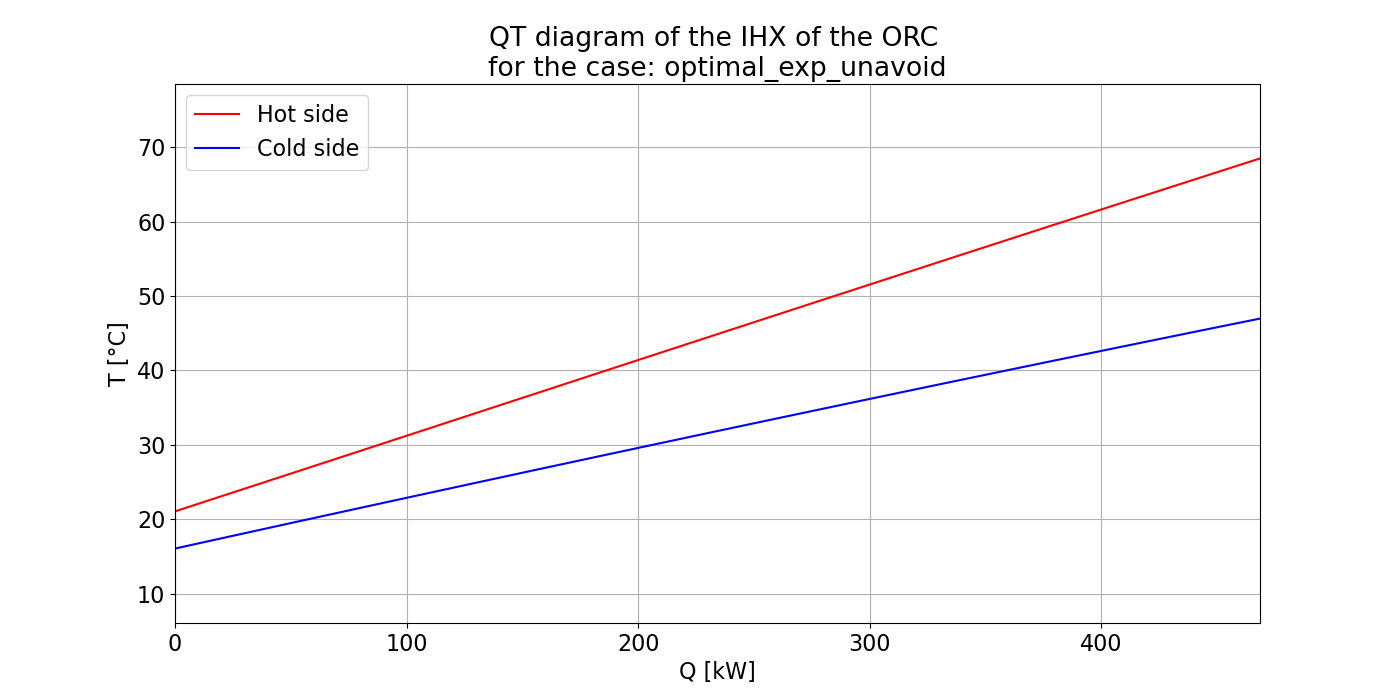 QT diagram of the IHX of the ORC
for the case: optimal_exp_unavoid
Hot side
Cold side
T [°C]
70
60
50
40
30
20
10
0
100
200
300
400
Q [kW]